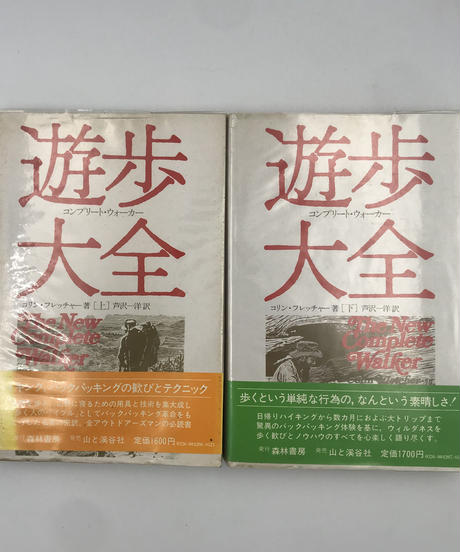 遊歩
コンプリート・ウォーカー
大全
コリン・フレッチャー著[上]芦沢一洋訳
The New
Complete
Walker
バックパッキングの歓びとテクニック
発行 森林書房 発売 山と溪谷社 定価1600円
遊歩
コンプリート・ウォーカー
大全
コリン・フレッチャー著[下]芦沢一洋訳
The New
Complete
Walker
歩くという単純な行為の、なんという素晴しさ!
日帰りハイキングから数カ月におよぶ大トリップまで
驚異のバックパッキング体験を基に、ウィルダネスを
歩く歓びとノウハウのすべてを心楽しく語り尽くす。
発行 森林書房 発売 山と溪谷社 定価1700円